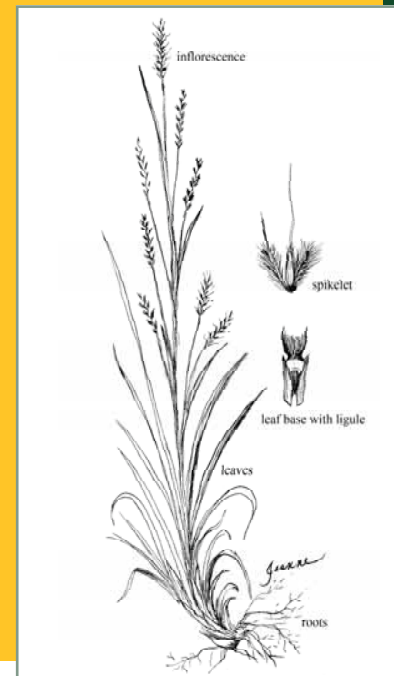 inflorescence
spikelet
leaf base with ligule
leaves
Jeanne
roots